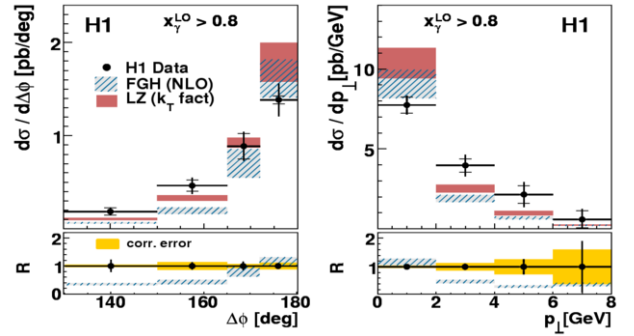 H1
x_γ^LO > 0.8
dσ / dΔϕ [pb/deg]
2
1
H1 Data
FGH (NLO)
LZ (k_T fact)
R
2
1
0
corr. error
140
160
180
Δϕ [deg]
x_γ^LO > 0.8
H1
dσ / dp⊥ [pb/GeV]
10
5
0
R
2
1
0
0
2
4
6
8
p⊥ [GeV]